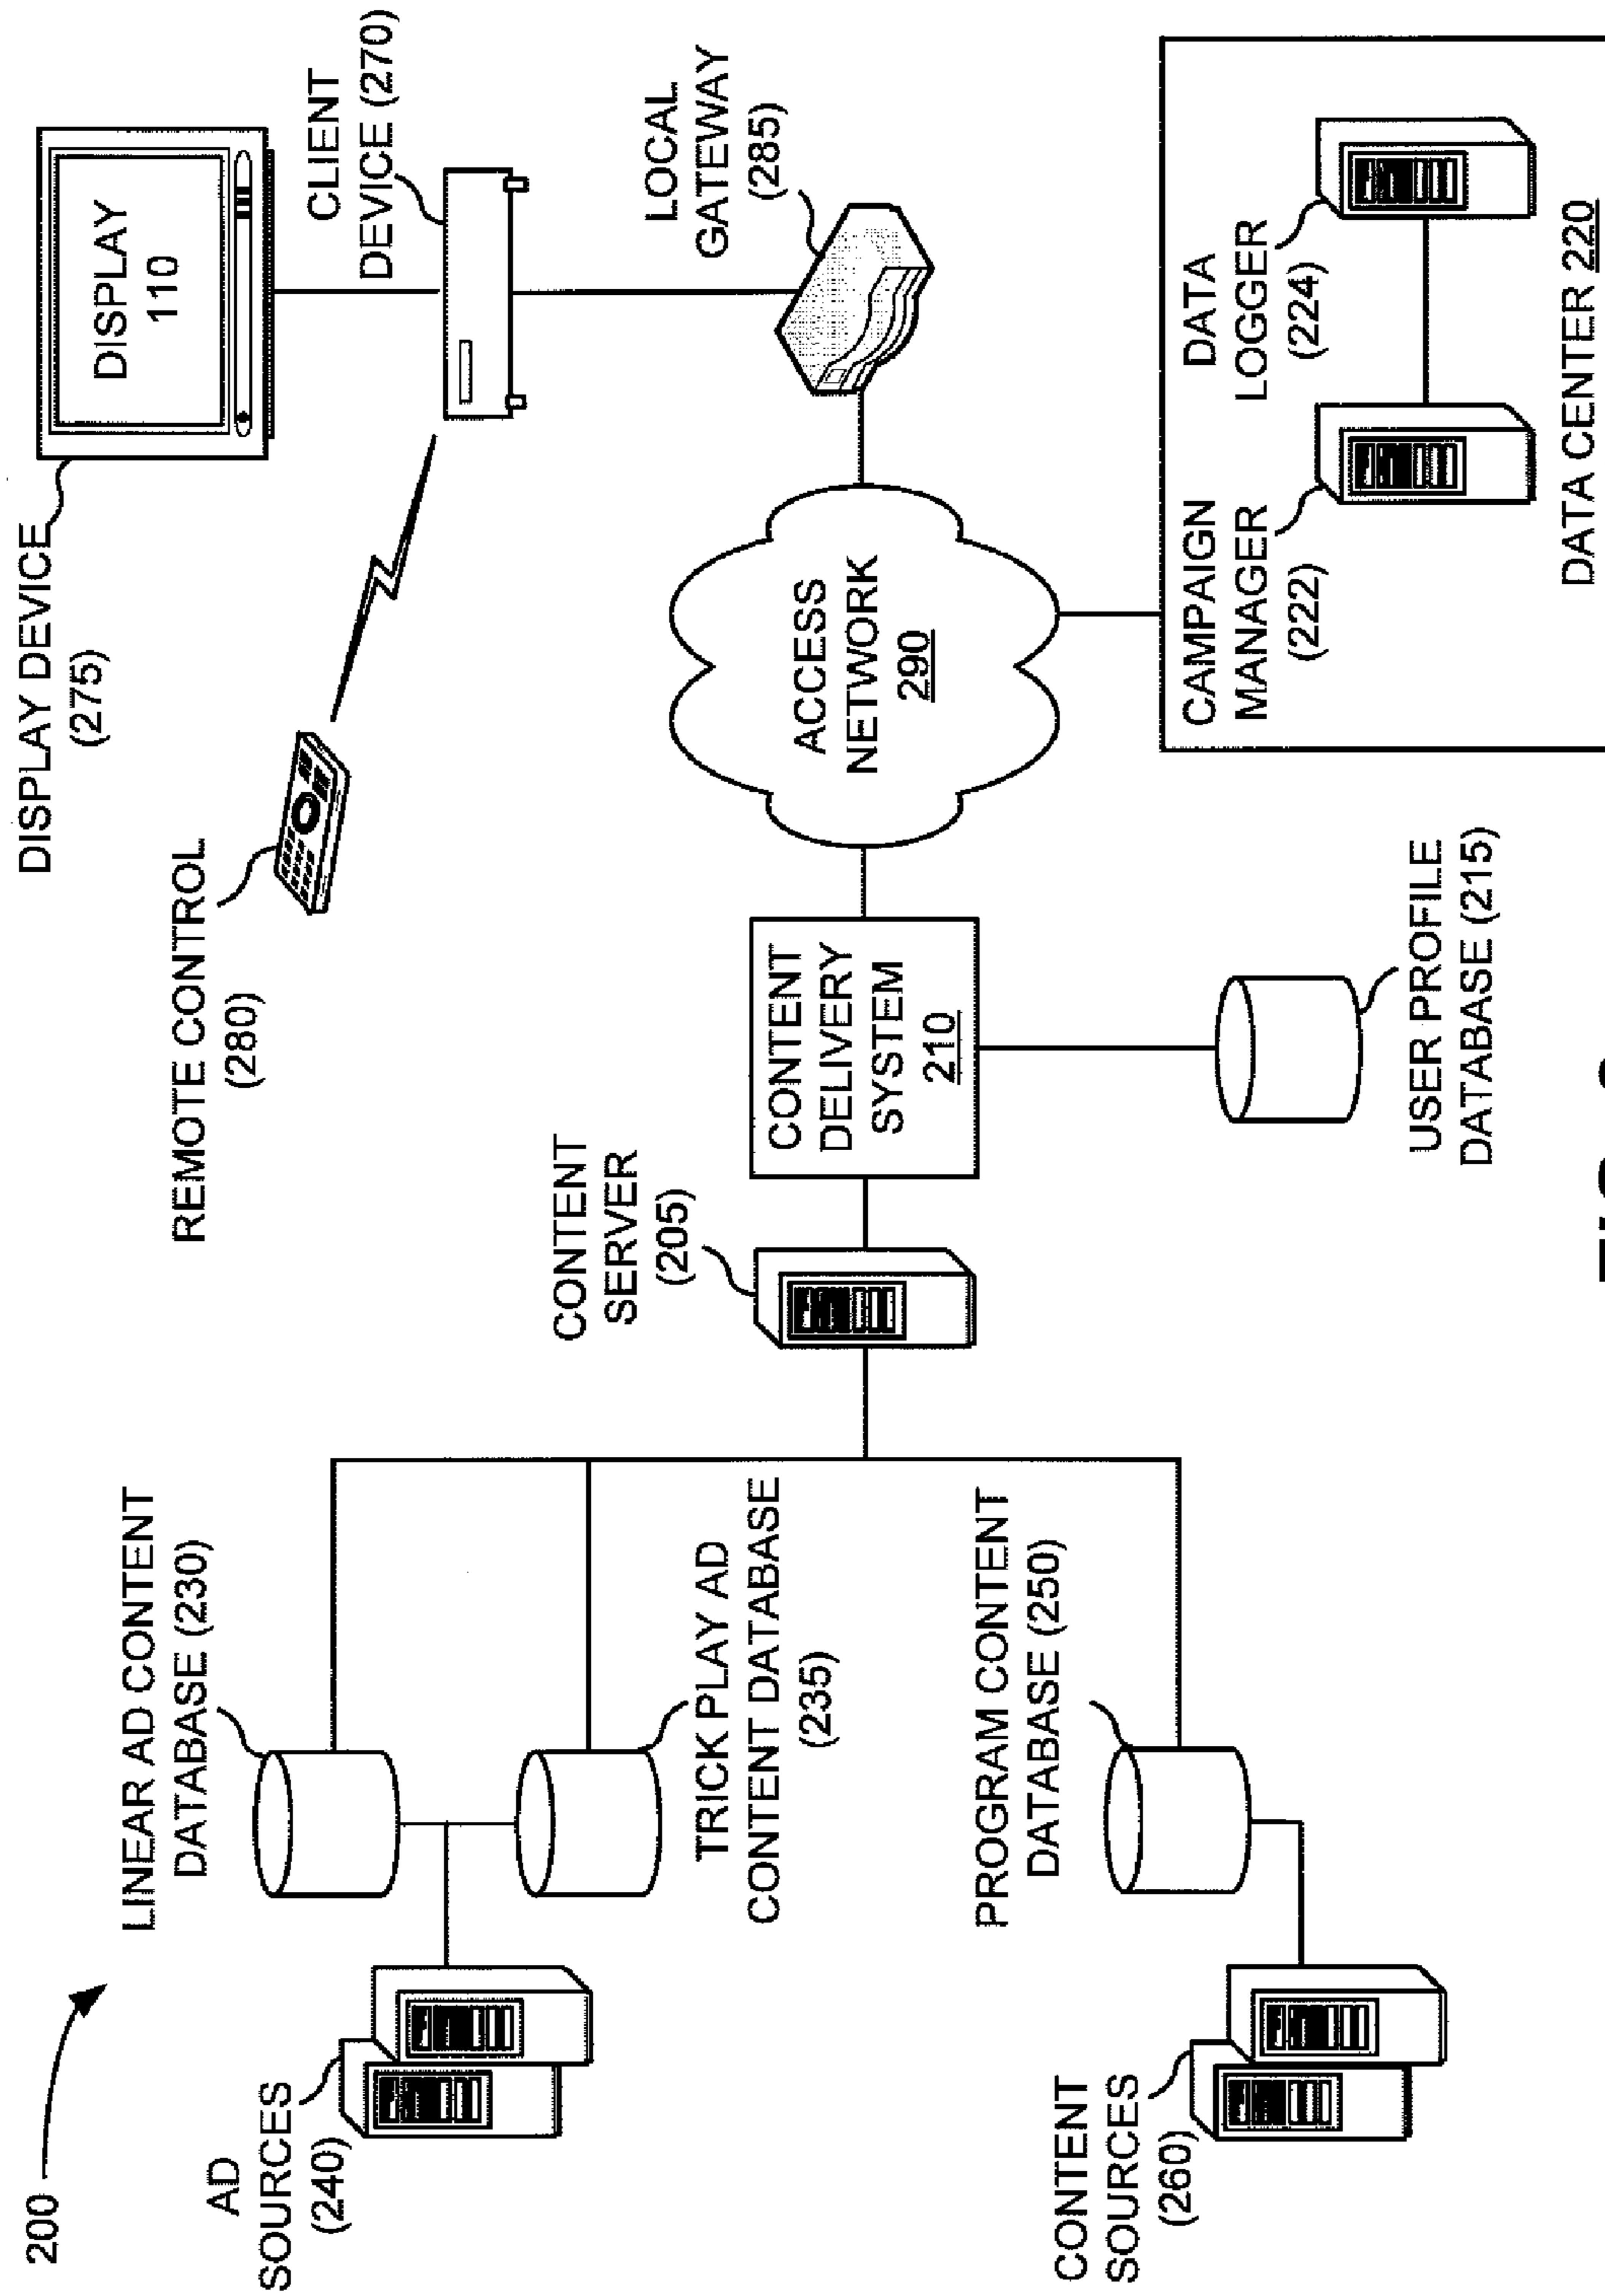 200
AD
SOURCES
(240)
LINEAR AD CONTENT
DATABASE (230)
TRICK PLAY AD
CONTENT DATABASE
(235)
CONTENT
SOURCES
(260)
PROGRAM CONTENT
DATABASE (250)
CONTENT
SERVER
(205)
CONTENT
DELIVERY
SYSTEM
210
USER PROFILE
DATABASE (215)
REMOTE CONTROL
(280)
DISPLAY DEVICE
(275)
DISPLAY
110
CLIENT
DEVICE (270)
LOCAL
GATEWAY
(285)
ACCESS
NETWORK
290
CAMPAIGN
MANAGER
(222)
DATA
LOGGER
(224)
DATA CENTER 220